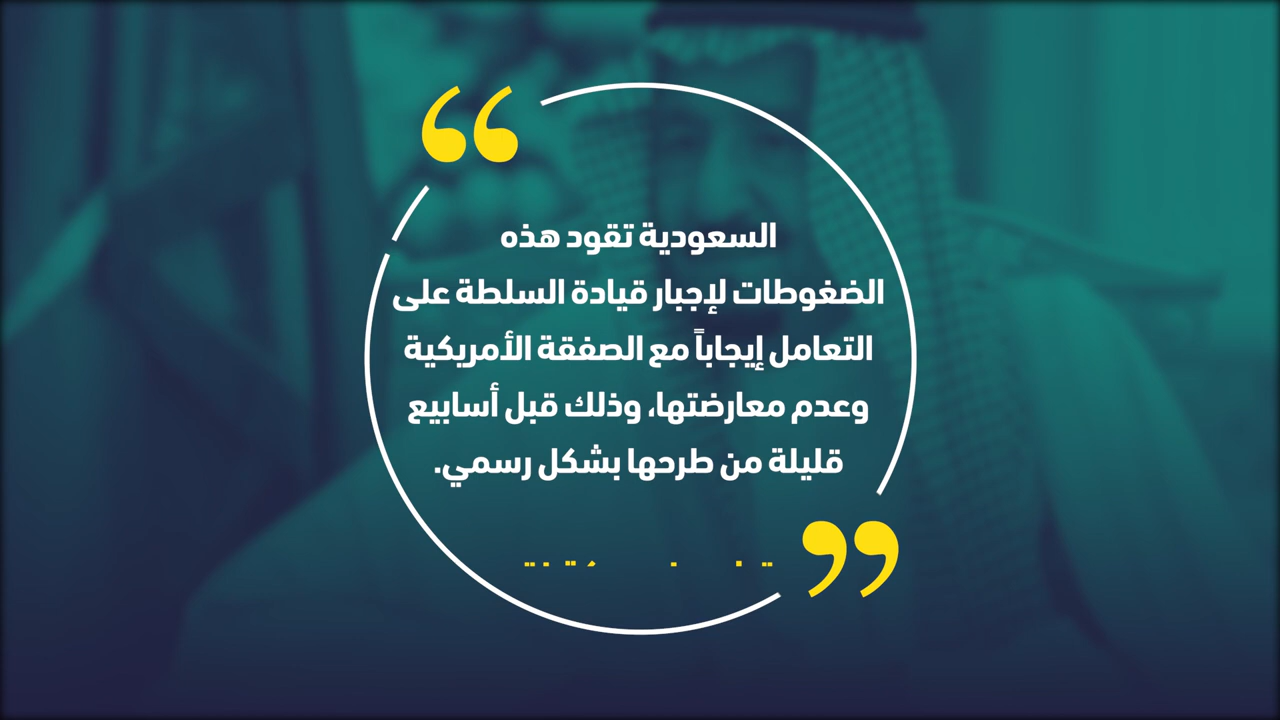 السعودية تقود هذه
الضغوطات لإجبار قيادة السلطة على
التعامل إيجاباً مع الصفقة الأمريكية
وعدم معارضتها، وذلك قبل أسابيع
قليلة من طرحها بشكل رسمي.